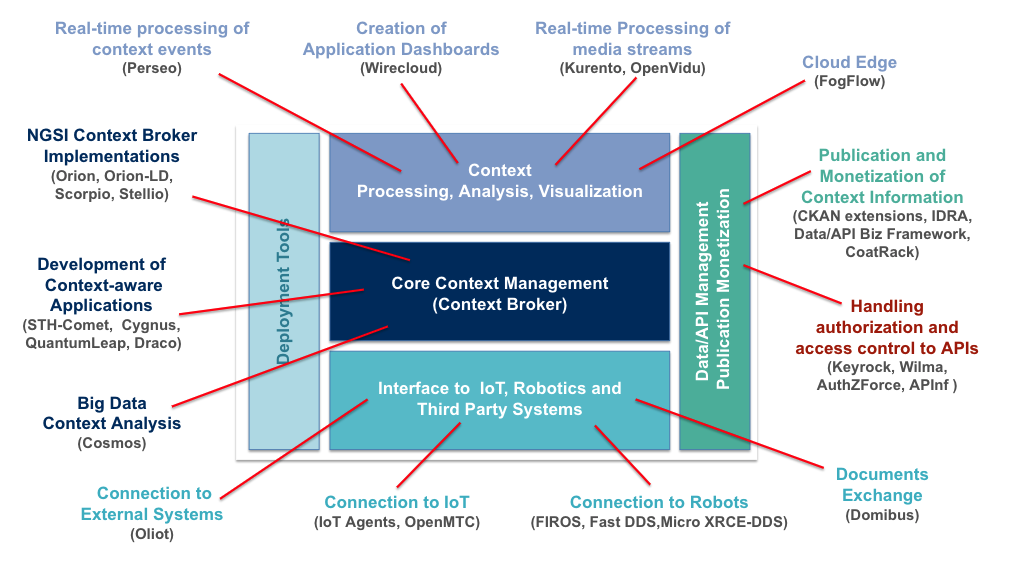 Real-time processing of
context events
(Perseo)
Creation of
Application Dashboards
(Wirecloud)
Real-time Processing of
media streams
(Kurento, OpenVidu)
Cloud Edge
(FogFlow)
NGSI Context Broker
Implementations
(Orion, Orion-LD,
Scorpio, Stellio)
Development of
Context-aware
Applications
(STH-Comet, Cygnus,
QuantumLeap, Draco)
Big Data
Context Analysis
(Cosmos)
Deployment Tools
Context
Processing, Analysis, Visualization
Core Context Management
(Context Broker)
Interface to IoT, Robotics and
Third Party Systems
Data/API Management
Publication Monetization
Publication and
Monetization of
Context Information
(CKAN extensions, IDRA,
Data/API Biz Framework,
CoatRack)
Handling
authorization and
access control to APIs
(Keyrock, Wilma,
AuthZForce, APInf )
Connection to
External Systems
(Oliot)
Connection to IoT
(IoT Agents, OpenMTC)
Connection to Robots
(FIROS, Fast DDS,Micro XRCE-DDS)
Documents
Exchange
(Domibus)